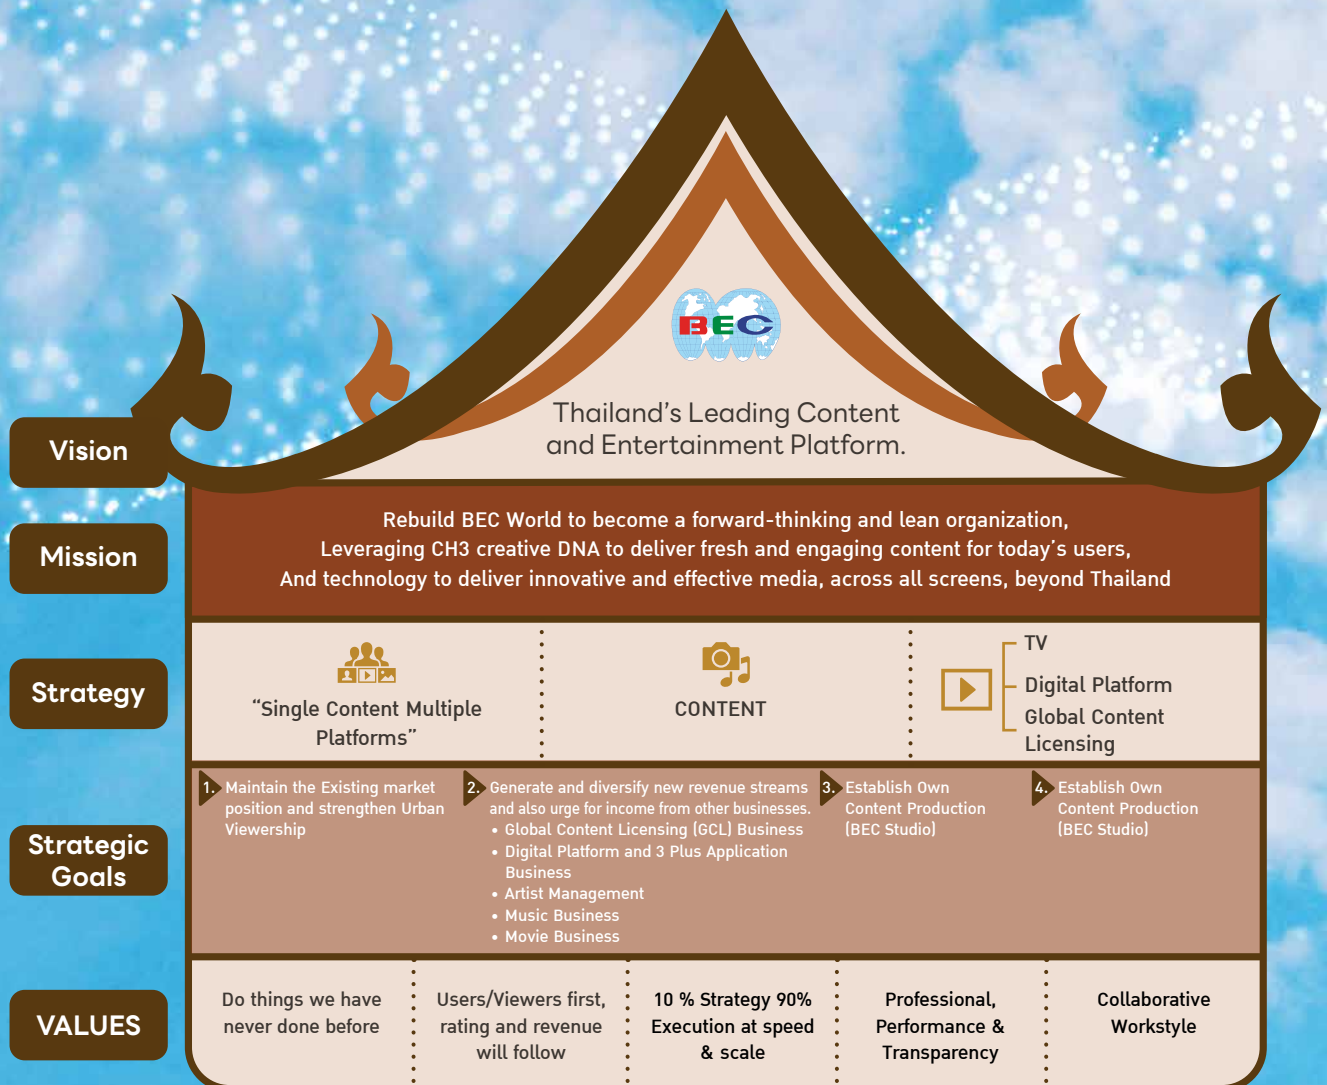 BEC
Thailand's Leading Content
and Entertainment Platform.
Vision
Rebuild BEC World to become a forward-thinking and lean organization,
Leveraging CH3 creative DNA to deliver fresh and engaging content for today's users,
And technology to deliver innovative and effective media, across all screens, beyond Thailand
Mission
Strategy
"Single Content Multiple
Platforms"
CONTENT
TV
Digital Platform
Global Content
Licensing
Strategic
Goals
1. Maintain the Existing market
position and strengthen Urban
Viewership
2. Generate and diversify new revenue streams
and also urge for income from other businesses.
• Global Content Licensing (GCL) Business
• Digital Platform and 3 Plus Application
Business
• Artist Management
• Music Business
• Movie Business
3. Establish Own
Content Production
(BEC Studio)
4. Establish Own
Content Production
(BEC Studio)
VALUES
Do things we have
never done before
Users/Viewers first,
rating and revenue
will follow
10 % Strategy 90%
Execution at speed
& scale
Professional,
Performance &
Transparency
Collaborative
Workstyle